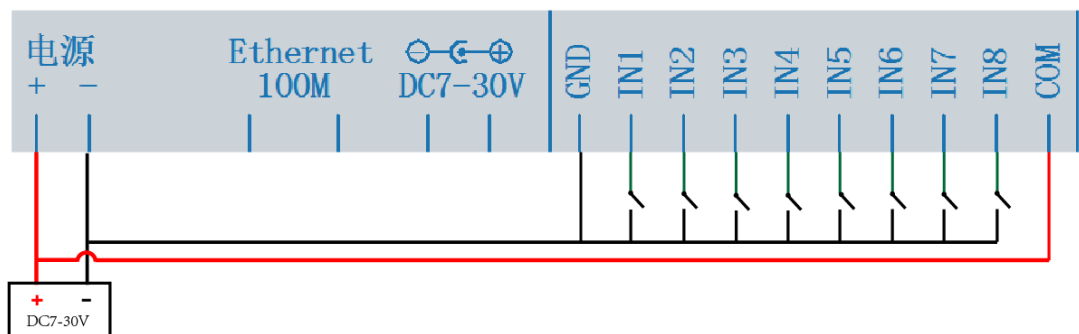 电源
+ −
Ethernet
100M
DC7-30V
GND
IN1
IN2
IN3
IN4
IN5
IN6
IN7
IN8
COM
+ -
DC7-30V